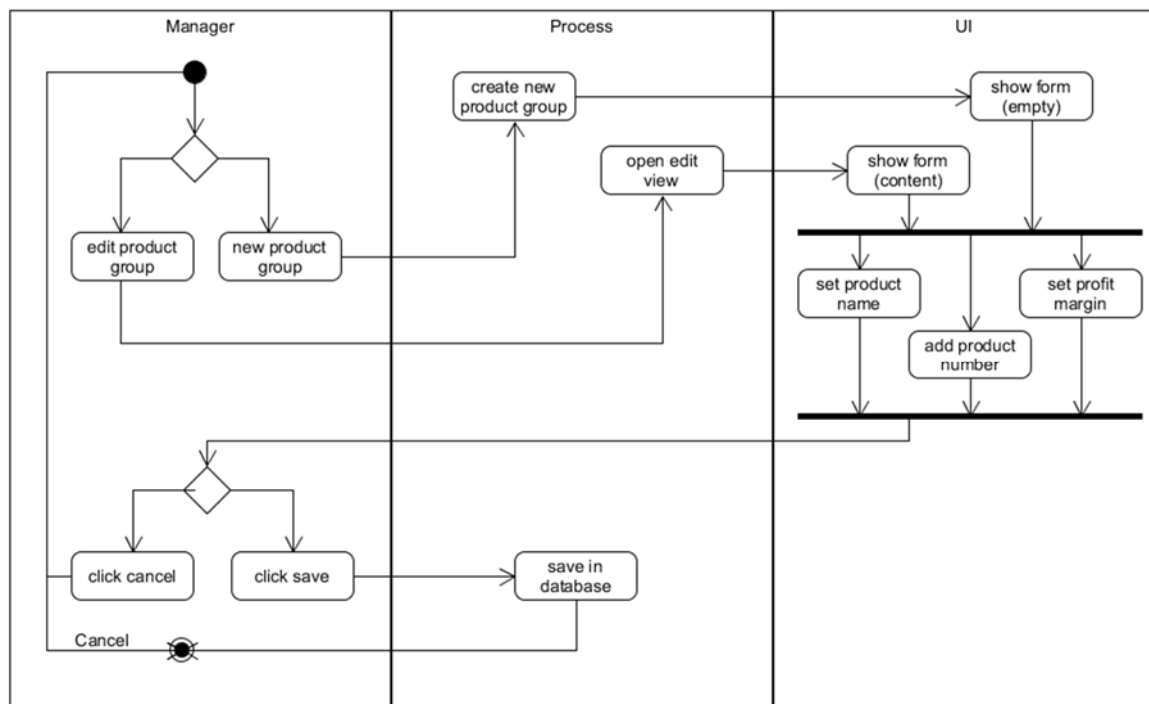 Manager
Process
UI
create new
product group
show form
(empty)
open edit
view
show form
(content)
edit product
group
new product
group
set product
name
set profit
margin
add product
number
click cancel
click save
save in
database
Cancel